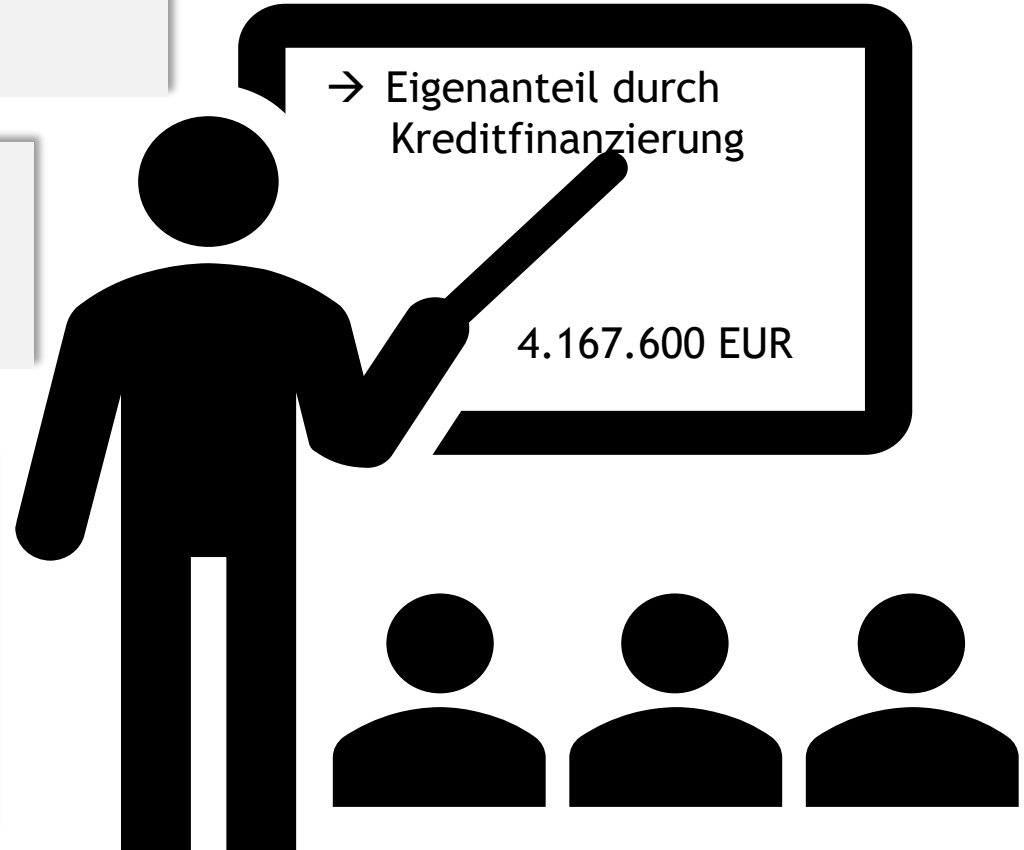 → Eigenanteil durch
Kreditfinanzierung
4.167.600 EUR